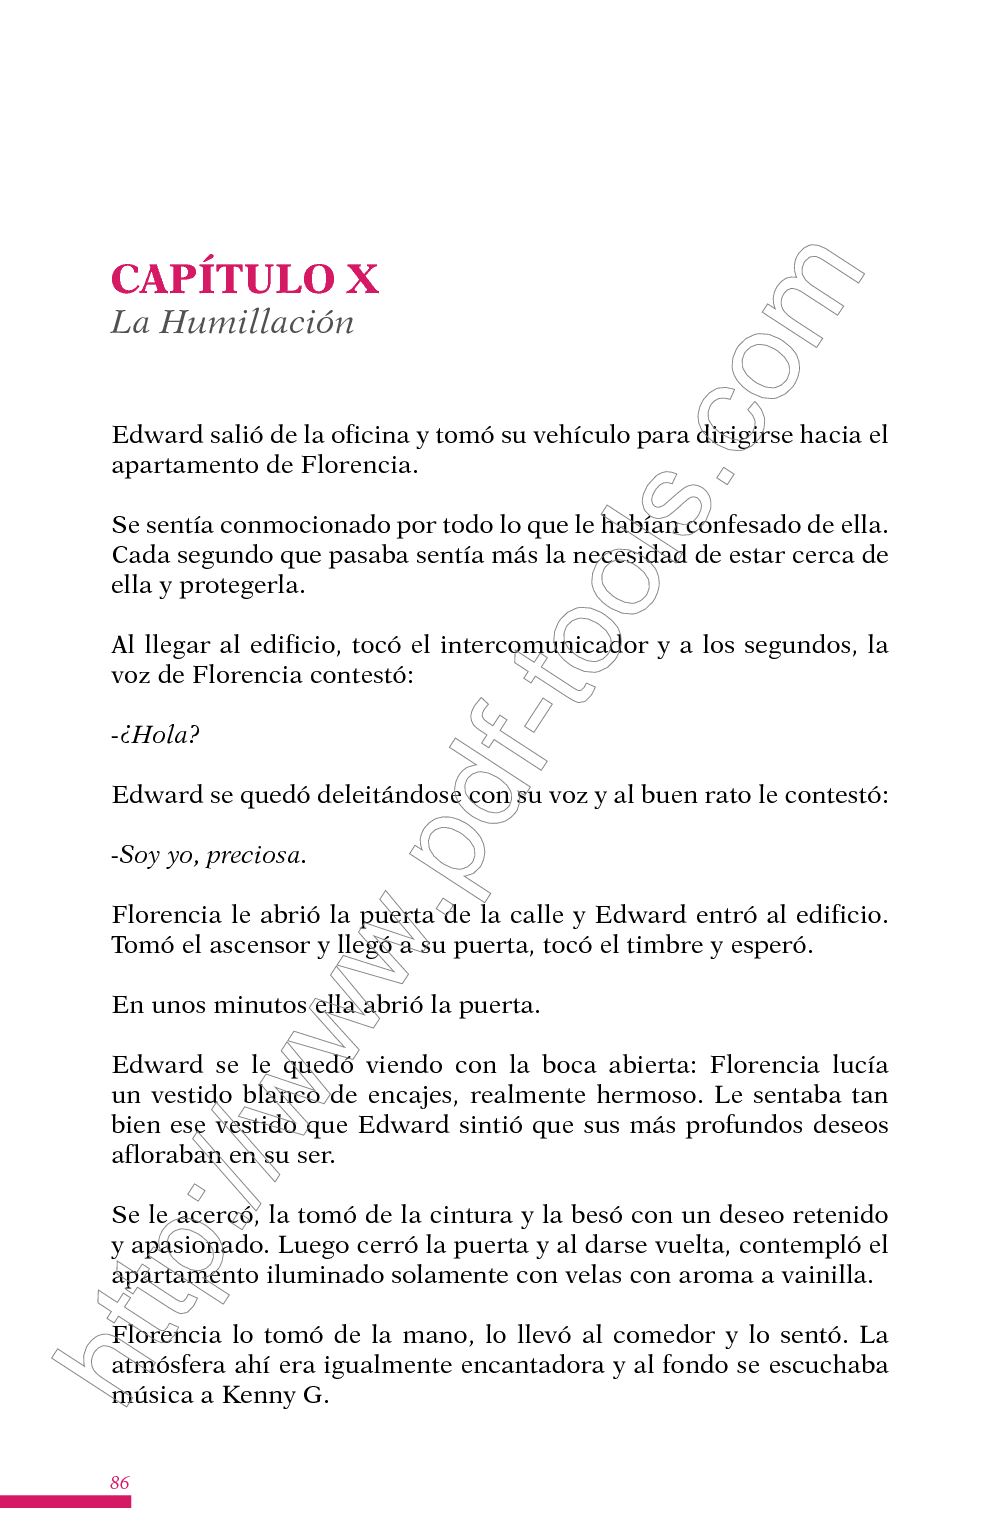 CAPÍTULO X
La Humillación
Edward salió de la oficina y tomó su vehículo para dirigirse hacia el
apartamento de Florencia.
Se sentía conmocionado por todo lo que le habían confesado de ella.
Cada segundo que pasaba sentía más la necesidad de estar cerca de
ella y protegerla.
Al llegar al edificio, tocó el intercomunicador y a los segundos, la
voz de Florencia contestó:
-¿Hola?
Edward se quedó deleitándose con su voz y al buen rato le contestó:
-Soy yo, preciosa.
Florencia le abrió la puerta de la calle y Edward entró al edificio.
Tomó el ascensor y llegó a su puerta, tocó el timbre y esperó.
En unos minutos ella abrió la puerta.
Edward se le quedó viendo con la boca abierta: Florencia lucía
un vestido blanco de encajes, realmente hermoso. Le sentaba tan
bien ese vestido que Edward sintió que sus más profundos deseos
afloraban en su ser.
Se le acercó, la tomó de la cintura y la besó con un deseo retenido
y apasionado. Luego cerró la puerta y al darse vuelta, contempló el
apartamento iluminado solamente con velas con aroma a vainilla.
Florencia lo tomó de la mano, lo llevó al comedor y lo sentó. La
atmósfera ahí era igualmente encantadora y al fondo se escuchaba
música a Kenny G.
86
http://www.pdf-tools.com